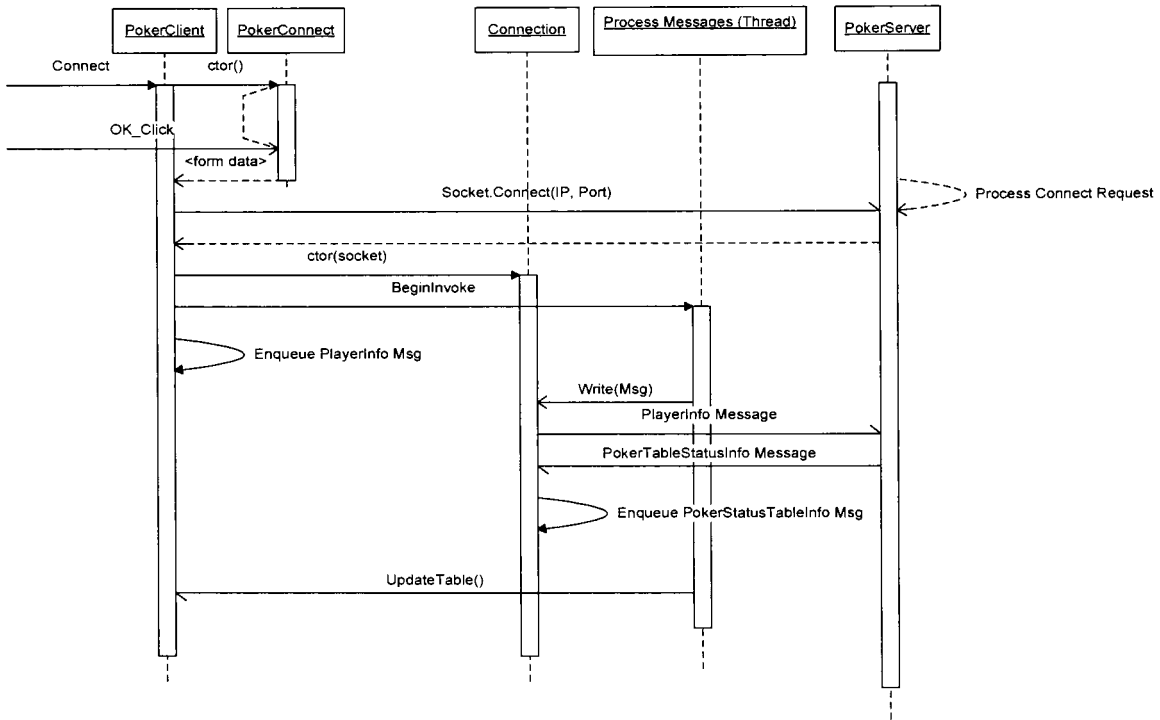 PokerClient
PokerConnect
Connection
Process Messages (Thread)
PokerServer
Connect
ctor()
OK_Click
<form data>
Socket.Connect(IP, Port)
Process Connect Request
ctor(socket)
BeginInvoke
Enqueue PlayerInfo Msg
Write(Msg)
PlayerInfo Message
PokerTableStatusInfo Message
Enqueue PokerStatusTableInfo Msg
UpdateTable()